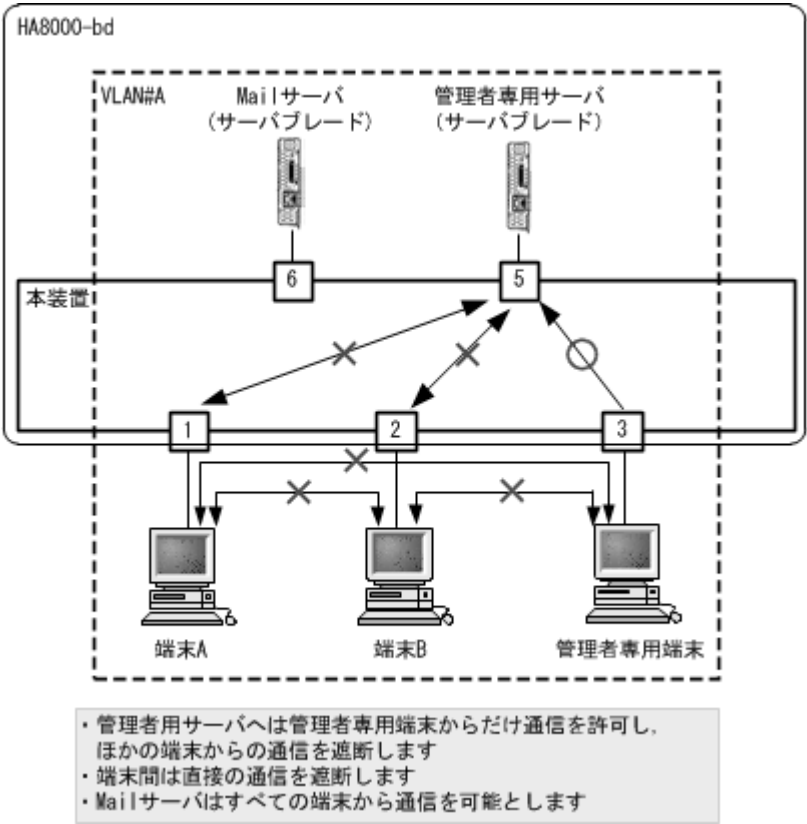 HA8000-bd
VLAN#A
Mailサーバ
(サーバブレード)
管理者専用サーバ
(サーバブレード)
6
5
本装置
1
2
3
端末A
端末B
管理者専用端末
・管理者用サーバへは管理者専用端末からだけ通信を許可し,
ほかの端末からの通信を遮断します
・端末間は直接の通信を遮断します
・Mailサーバはすべての端末から通信を可能とします